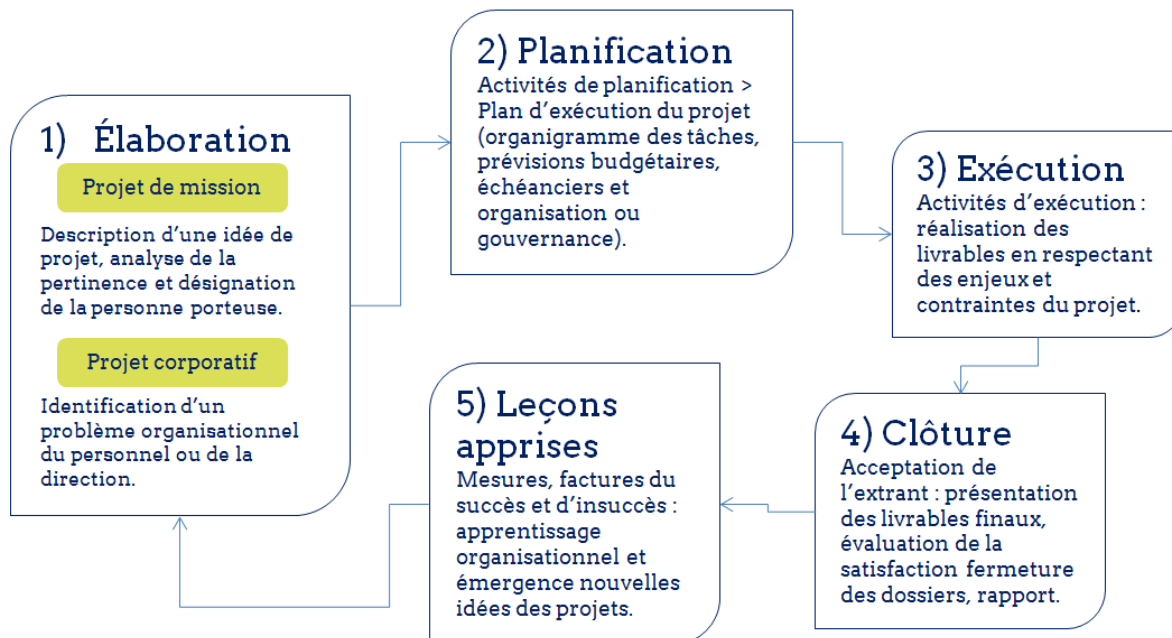 1) Élaboration
Projet de mission
Description d'une idée de
projet, analyse de la
pertinence et désignation
de la personne porteuse.
Projet corporatif
Identification d'un
problème organisationnel
du personnel ou de la
direction.
2) Planification
Activités de planification >
Plan d'exécution du projet
(organigramme des tâches,
prévisions budgétaires,
échéanciers et
organisation ou
gouvernance).
3) Exécution
Activités d'exécution :
réalisation des
livrables en respectant
des enjeux et
contraintes du projet.
4) Clôture
Acceptation de
l'extrant : présentation
des livrables finaux,
évaluation de la
satisfaction fermeture
des dossiers, rapport.
5) Leçons
apprises
Mesures, factures du
succès et d'insuccès :
apprentissage
organisationnel et
émergence nouvelles
idées des projets.